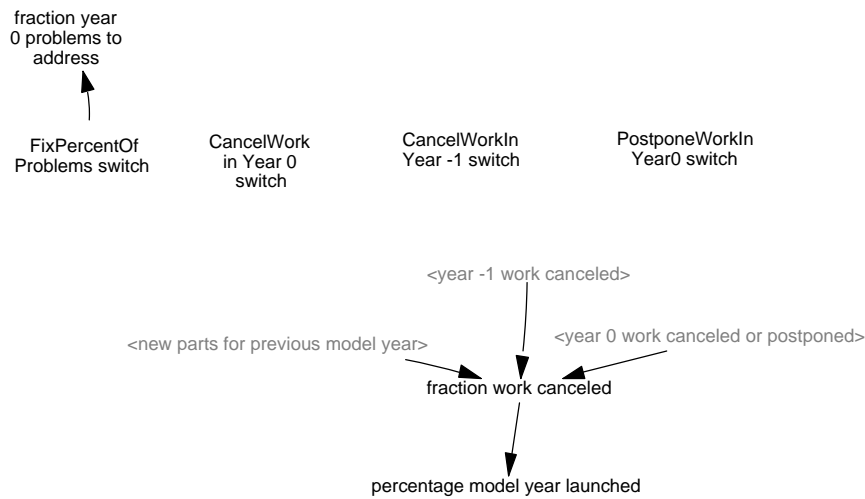 fraction year
0 problems to
address
FixPercentOf
Problems switch
CancelWork
in Year 0
switch
CancelWorkIn
Year -1 switch
PostponeWorkIn
Year0 switch
<year -1 work canceled>
<new parts for previous model year>
<year 0 work canceled or postponed>
fraction work canceled
percentage model year launched